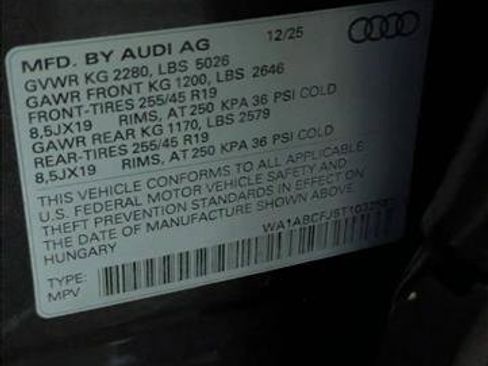 MFD. BY AUDI AG 12/25
GVWR KG 2280, LBS 5026
GAWR FRONT KG 1200, LBS 2646
FRONT-TIRES 255/45 R19
8,5JX19 RIMS, AT 250 KPA 36 PSI COLD
GAWR REAR KG 1170, LBS 2579
REAR-TIRES 255/45 R19
8,5JX19 RIMS, AT 250 KPA 36 PSI COLD
THIS VEHICLE CONFORMS TO ALL APPLICABLE
U.S. FEDERAL MOTOR VEHICLE SAFETY AND
THEFT PREVENTION STANDARDS IN EFFECT ON
THE DATE OF MANUFACTURE SHOWN ABOVE.
HUNGARY
TYPE:
MPV